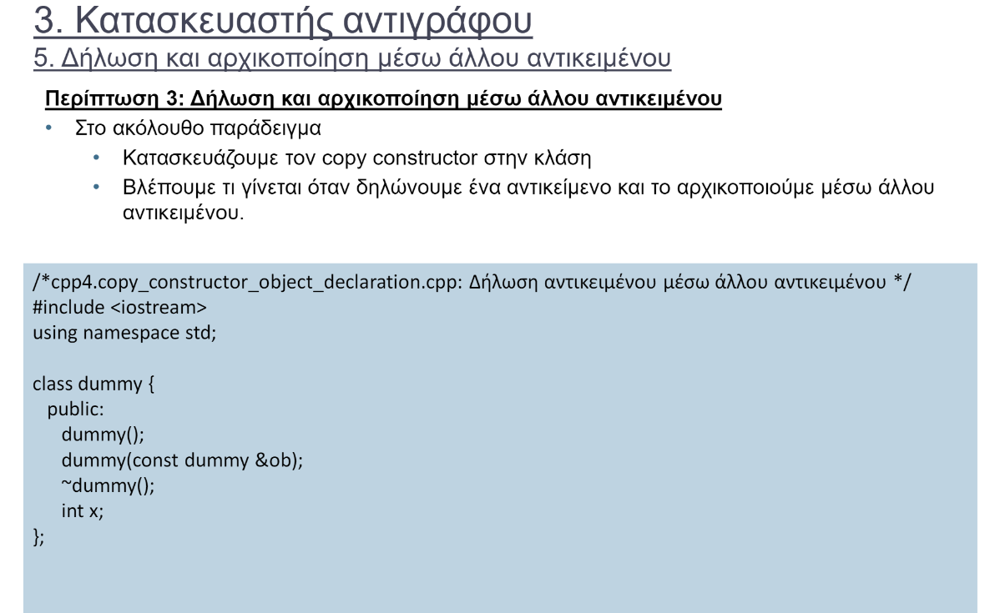 3. Κατασκευαστής αντιγράφου
5. Δήλωση και αρχικοποίηση μέσω άλλου αντικειμένου
Περίπτωση 3: Δήλωση και αρχικοποίηση μέσω άλλου αντικειμένου
• Στο ακόλουθο παράδειγμα
• Κατασκευάζουμε τον copy constructor στην κλάση
• Βλέπουμε τι γίνεται όταν δηλώνουμε ένα αντικείμενο και το αρχικοποιούμε μέσω άλλου
αντικειμένου.
/*cpp4.copy_constructor_object_declaration.cpp: Δήλωση αντικειμένου μέσω άλλου αντικειμένου */
#include <iostream>
using namespace std;
class dummy {
public:
dummy();
dummy(const dummy &ob);
~dummy();
int x;
};